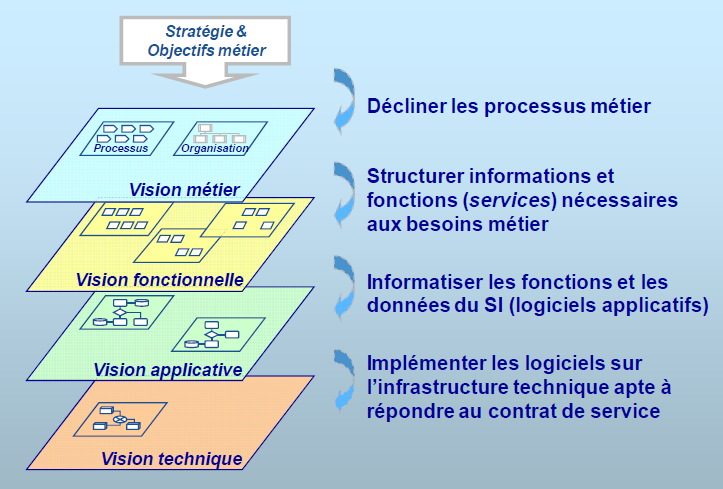 Stratégie &
Objectifs métier
Processus
Organisation
Vision métier
Vision fonctionnelle
Vision applicative
Vision technique
Décliner les processus métier
Structurer informations et
fonctions (services) nécessaires
aux besoins métier
Informatiser les fonctions et les
données du SI (logiciels applicatifs)
Implémenter les logiciels sur
l’infrastructure technique apte à
répondre au contrat de service